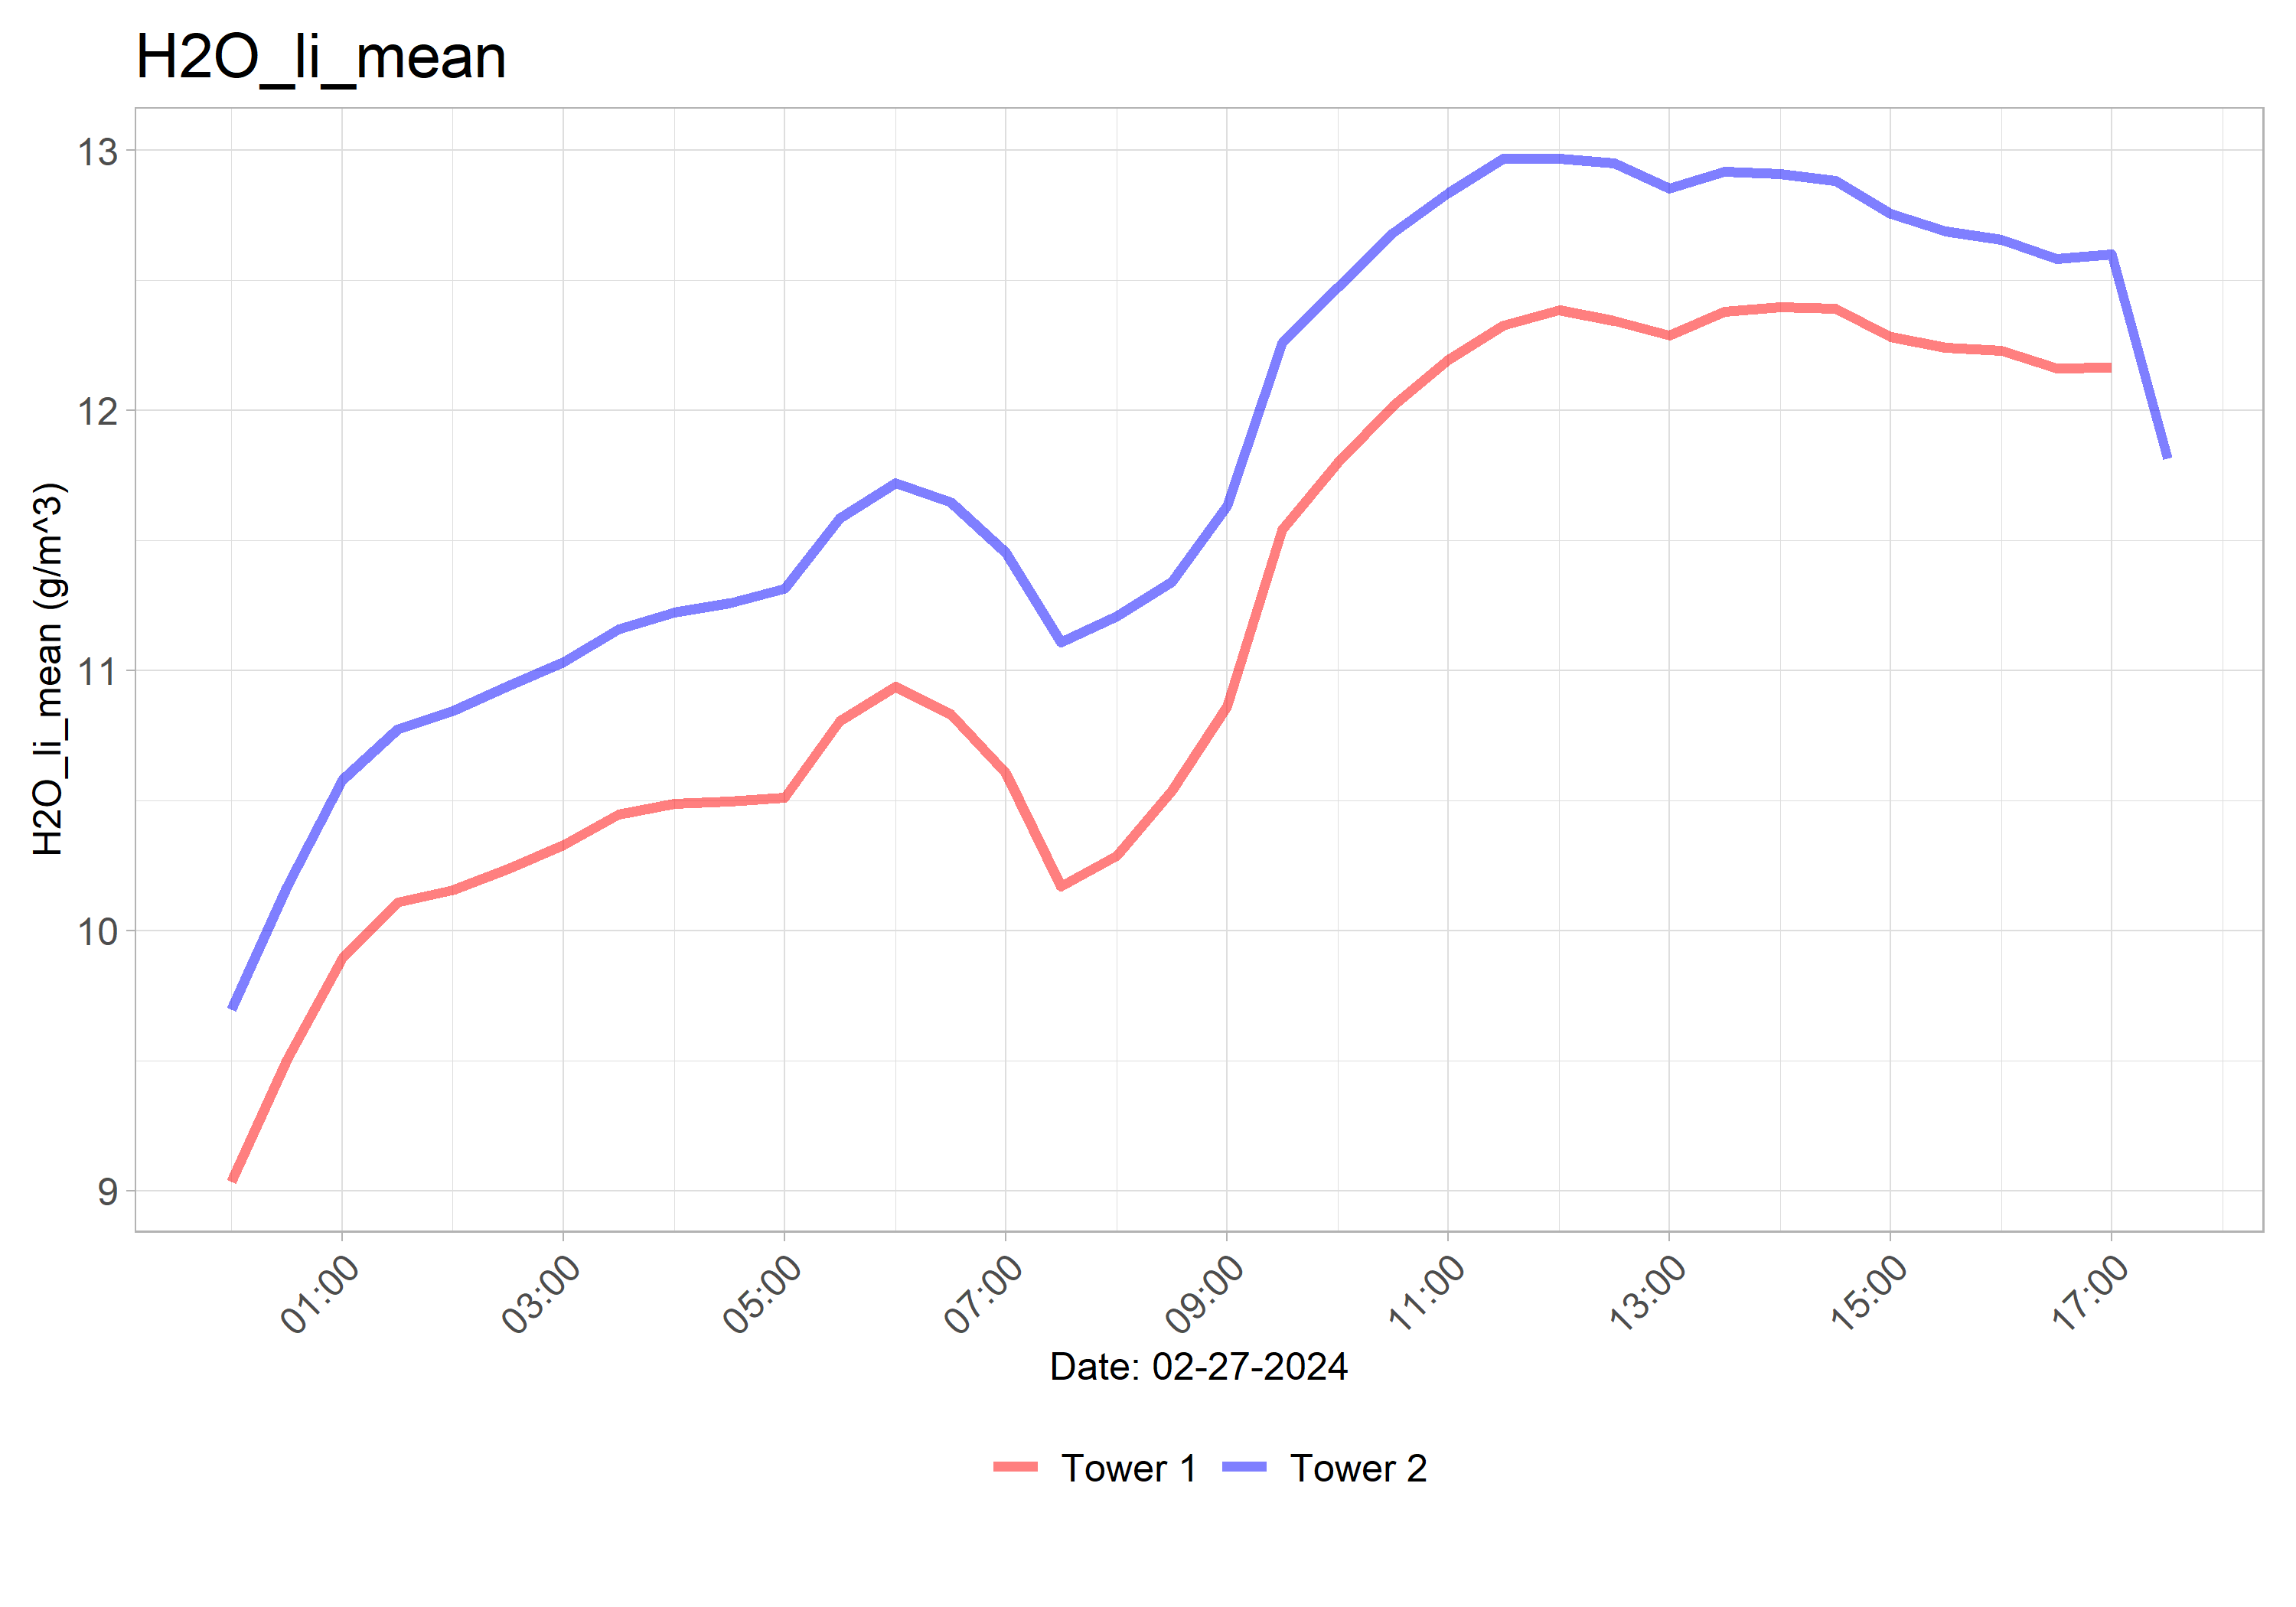 H2O_li_mean
H2O_li_mean (g/m^3)
13
12
11
10
9
01:00 03:00 05:00 07:00 09:00 11:00 13:00 15:00 17:00
Date: 02-27-2024
Tower 1 Tower 2